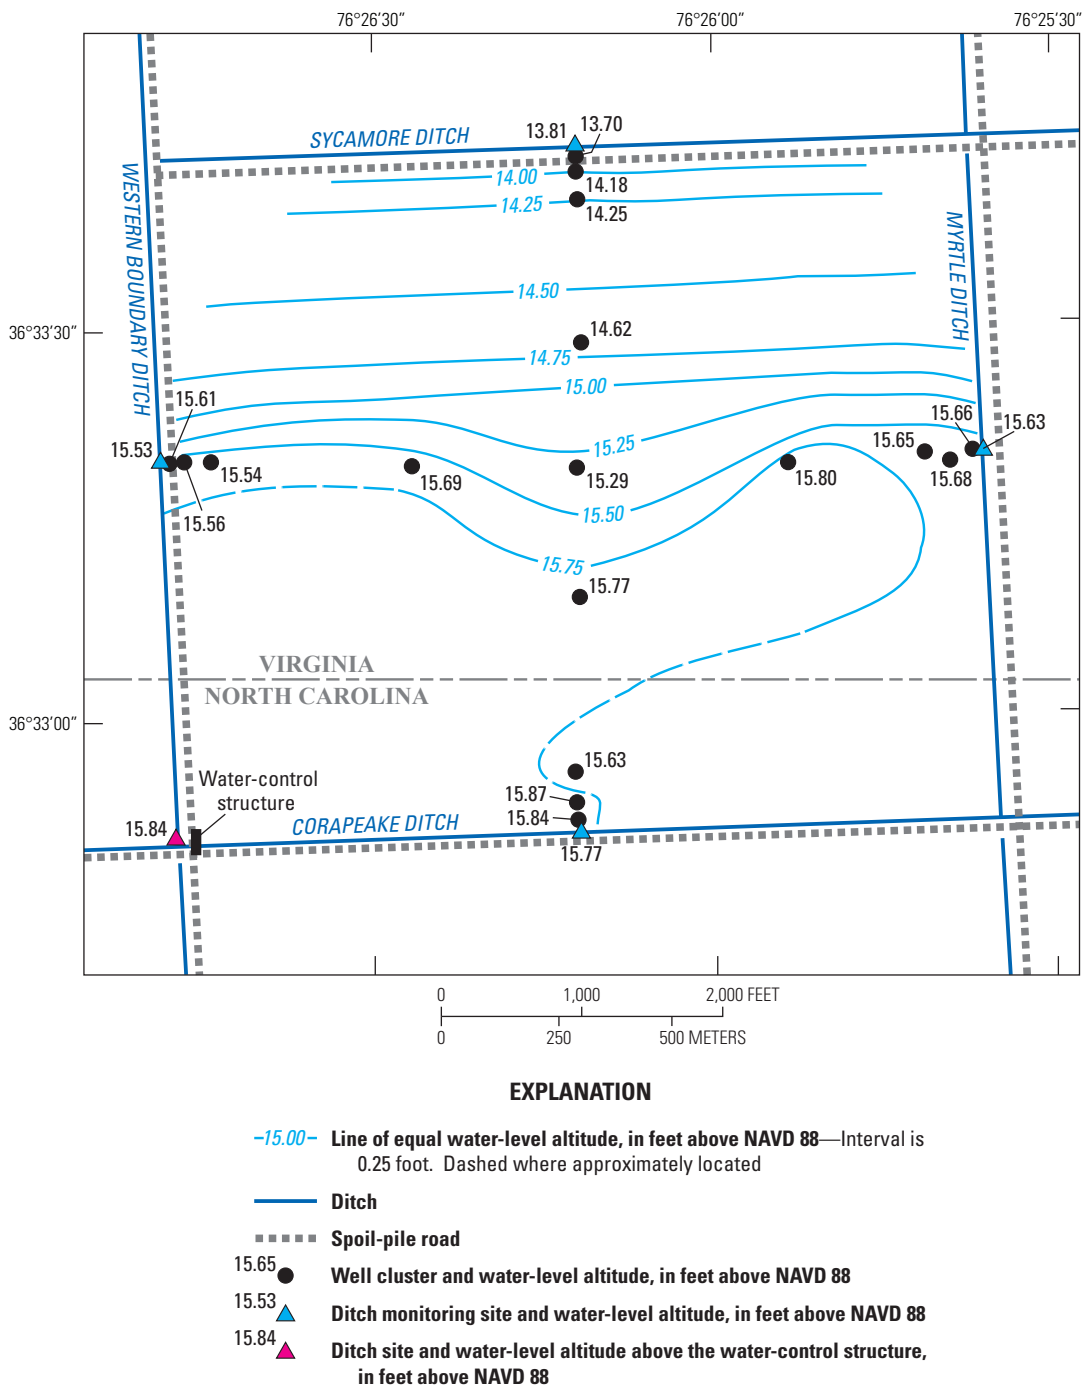 76°26′30″
76°26′00″
76°25′30″
13.81
13.70
SYCAMORE DITCH
14.00
14.18
14.25
14.25
WESTERN BOUNDARY DITCH
MYRTLE DITCH
14.50
36°33′30″
14.62
14.75
15.00
15.61
15.66
15.63
15.53
15.25
15.65
15.54
15.69
15.29
15.80
15.68
15.56
15.50
15.75
15.77
VIRGINIA
NORTH CAROLINA
36°33′00″
15.63
Water-control
structure
15.87
15.84
15.84
CORAPEAKE DITCH
15.77
0
1,000
2,000 FEET
0
250
500 METERS
EXPLANATION
15.00 Line of equal water-level altitude, in feet above NAVD 88—Interval is
0.25 foot. Dashed where approximately located
Ditch
Spoil-pile road
15.65 Well cluster and water-level altitude, in feet above NAVD 88
15.53 Ditch monitoring site and water-level altitude, in feet above NAVD 88
15.84 Ditch site and water-level altitude above the water-control structure,
in feet above NAVD 88